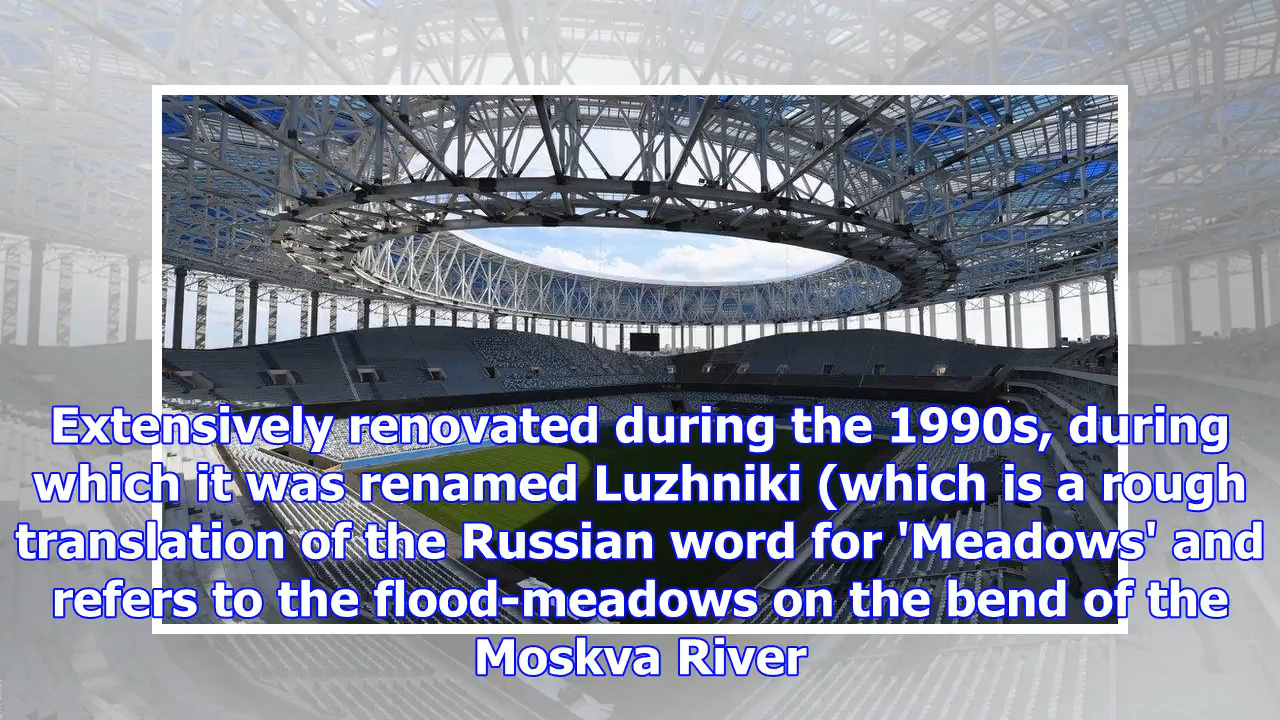 Extensively renovated during the 1990s, during
which it was renamed Luzhniki (which is a rough
translation of the Russian word for 'Meadows' and
refers to the flood-meadows on the bend of the
Moskva River